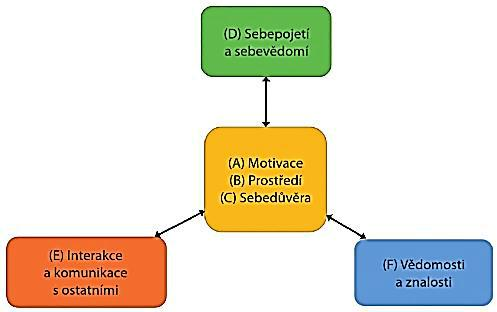 (D) Sebepojetí
a sebevědomí
(A) Motivace
(B) Prostředí
(C) Sebedůvěra
(E) Interakce
a komunikace
s ostatními
(F) Vědomosti
a znalosti